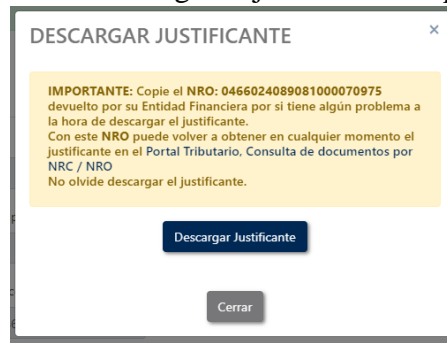 DESCARGAR JUSTIFICANTE
×
IMPORTANTE: Copie el NRO: 0466024089081000070975
devuelto por su Entidad Financiera por si tiene algún problema a
la hora de descargar el justificante.
Con este NRO puede volver a obtener en cualquier momento el
justificante en el Portal Tributario, Consulta de documentos por
NRC / NRO
No olvide descargar el justificante.
Descargar Justificante
Cerrar